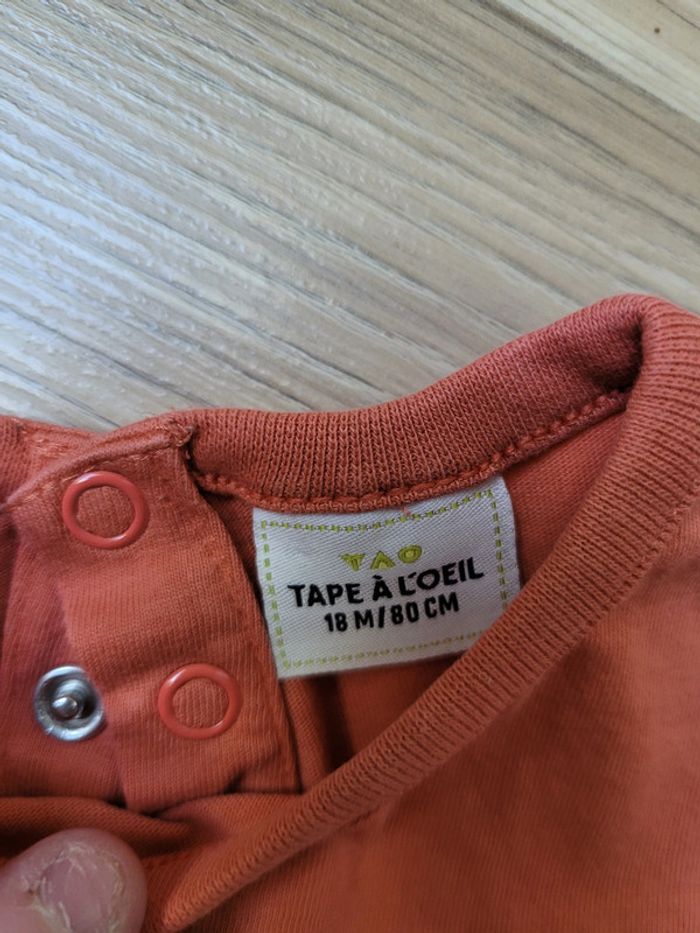 TAO
TAPE À L'OEIL
18 M/80 CM